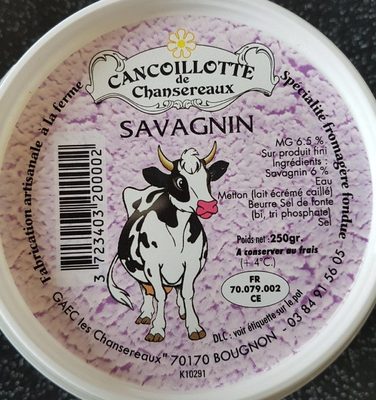 CANCOILLOTTE
de
Chansereaux
Fabrication artisanale à la ferme
Spécialité fromagère fondue
SAVAGNIN
MG 6.5 %
Sur produit fini
Ingrédients :
Savagnin 6 %
Eau
Metton (lait écrémé caillé)
Beurre Sel de fonte
(bi, tri phosphate)
Sel
Poids net :250gr.
A conserver au frais
(+ 4°C)
FR
70.079.002
CE
3 723403 200002
DLC : voir étiquette sur le pot
GAEC les Chansereaux" 70170 BOUGNON - 03 84 91 56 05
K10291